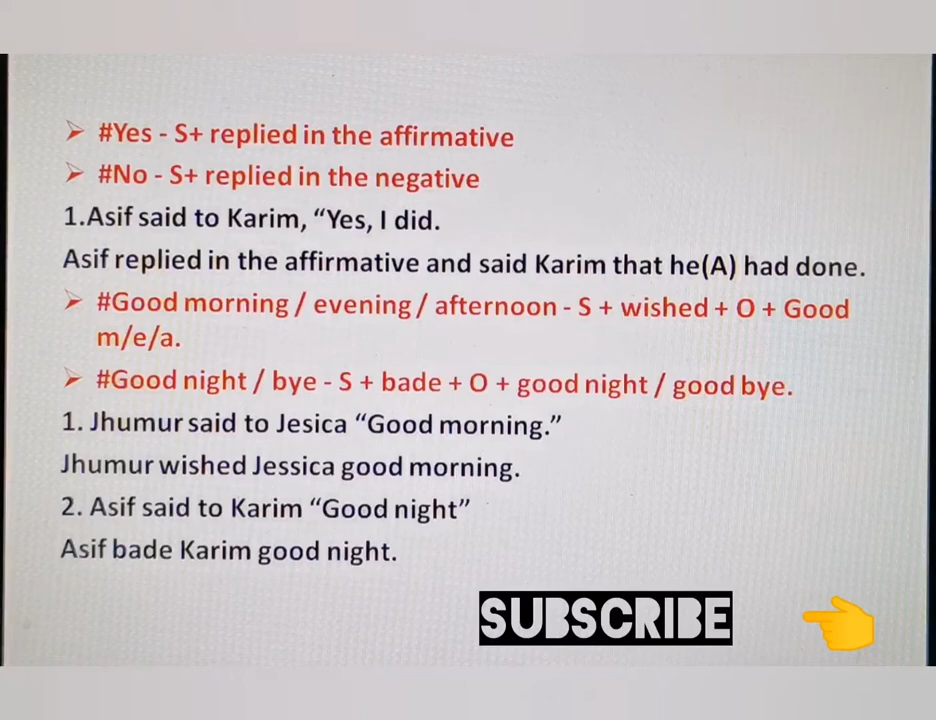 #Yes - S+ replied in the affirmative
#No - S+ replied in the negative
1.Asif said to Karim, “Yes, I did.
Asif replied in the affirmative and said Karim that he(A) had done.
#Good morning / evening / afternoon - S + wished + O + Good
m/e/a.
#Good night / bye - S + bade + O + good night / good bye.
1. Jhumur said to Jesica “Good morning.”
Jhumur wished Jessica good morning.
2. Asif said to Karim “Good night”
Asif bade Karim good night.
SUBSCRIBE